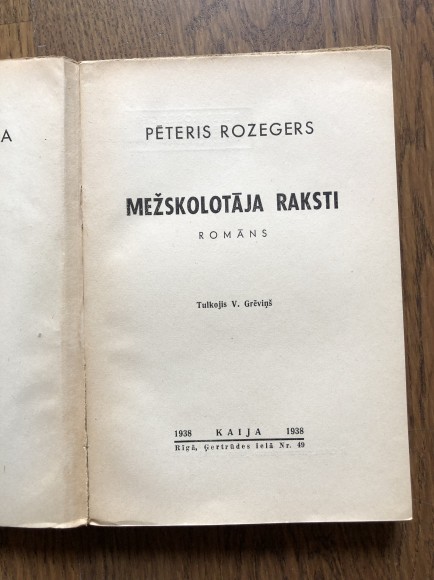 A
PĒTERIS ROZEGERS
MEŽSKOLOTĀJA RAKSTI
ROMĀNS
Tulkojis V. Grēviņš
1938 KAIJA 1938
Rīgā, Ģertrūdes ielā Nr. 49